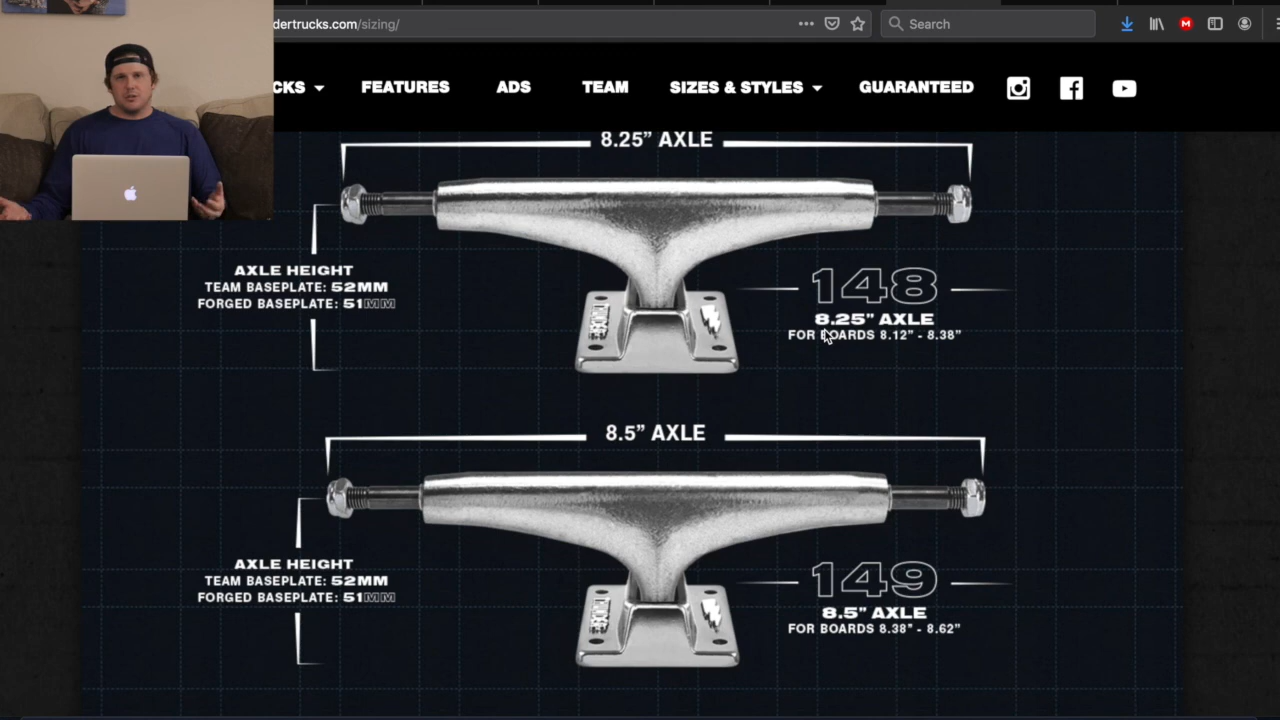 dertrucks.com/sizing/
Search
CKS FEATURES ADS TEAM SIZES & STYLES GUARANTEED
8.25" AXLE
AXLE HEIGHT
TEAM BASEPLATE: 52MM
FORGED BASEPLATE: 51MM
148
8.25" AXLE
FOR BOARDS 8.12" - 8.38"
THUNDER
8.5" AXLE
AXLE HEIGHT
TEAM BASEPLATE: 52MM
FORGED BASEPLATE: 51MM
149
8.5" AXLE
FOR BOARDS 8.38" - 8.62"
THUNDER